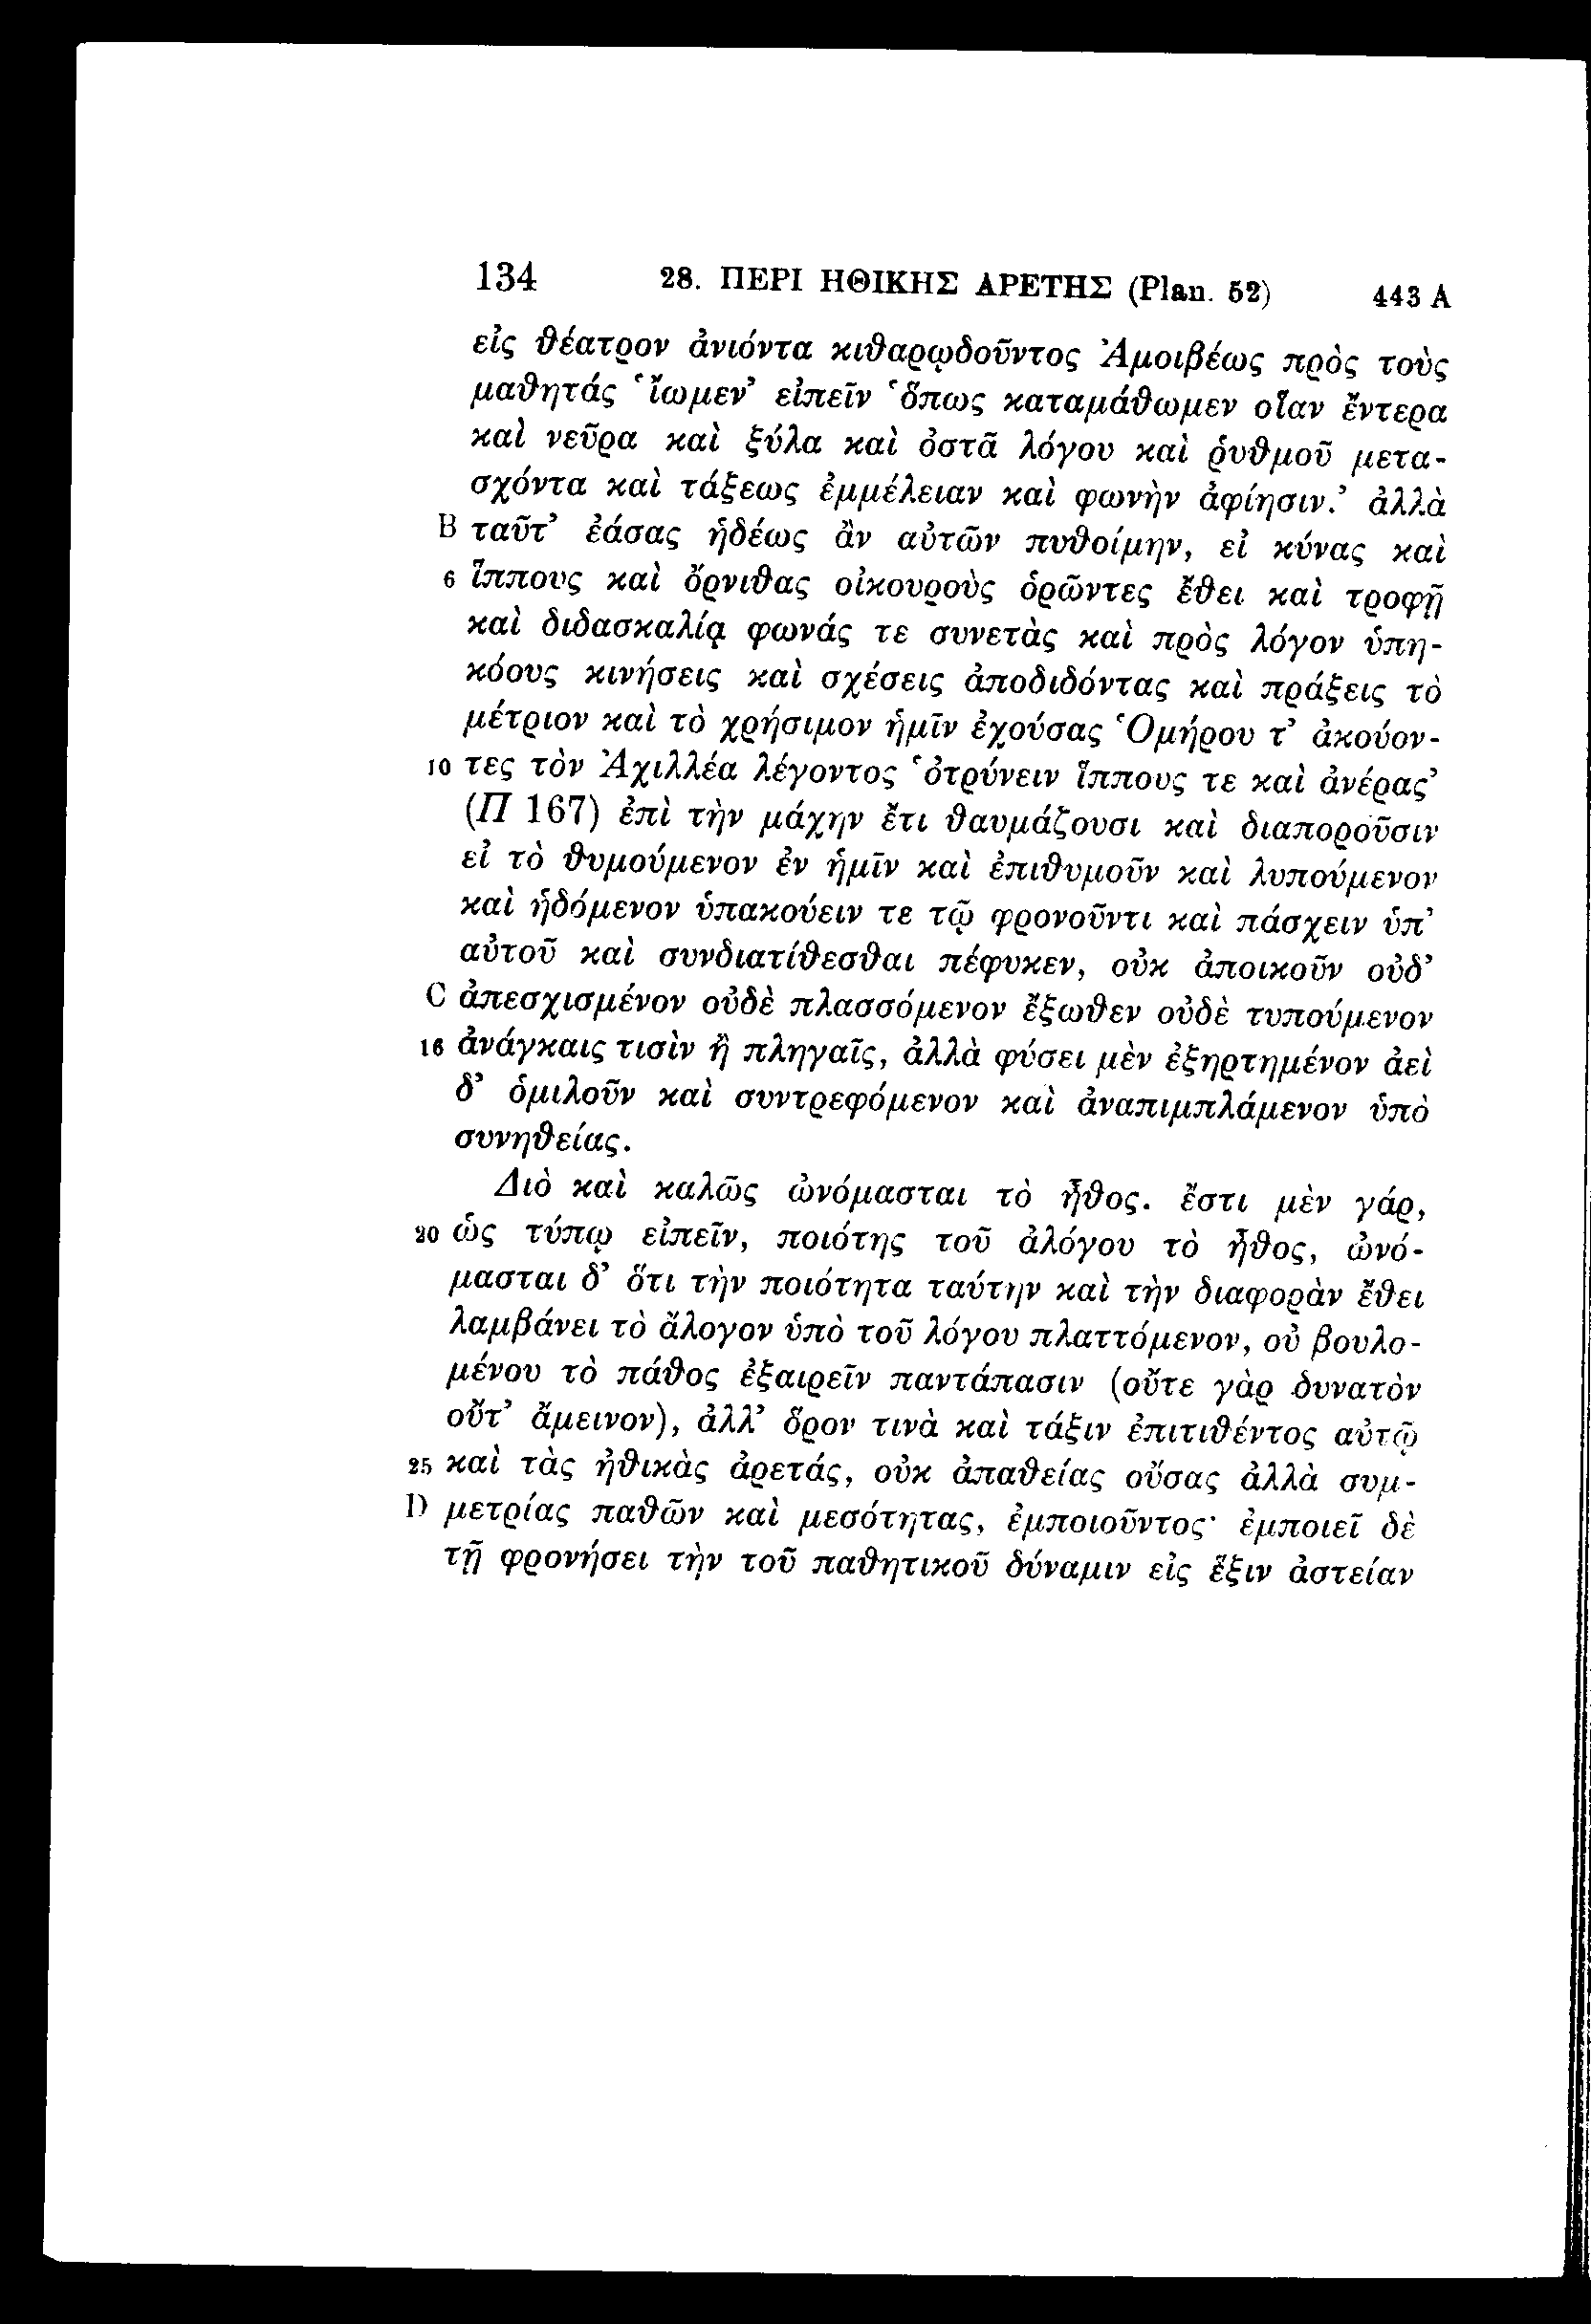 134 28. ΠΕΡΙ ΗΘΙΚΗΣ ΑΡΕΤΗΣ (Plan. 52) 443 A
εἰς θέατρον ἀνιόντα κιθαρῳδοῦντος Ἀμοιβέως πρὸς τοὺς
μαθητάς ‘ἴωμεν’ εἰπεῖν ‘ὅπως καταμάθωμεν οἵαν ἔντερα
καὶ νεῦρα καὶ ξύλα καὶ ὀστᾶ λόγου καὶ ῥυθμοῦ μετα-
σχόντα καὶ τάξεως ἐμμέλειαν καὶ φωνὴν ἀφίησιν.’ ἀλλὰ
B ταῦτ’ ἐάσας ἡδέως ἂν αὐτῶν πυθοίμην, εἰ κύνας καὶ
6 ἵππους καὶ ὄρνιθας οἰκουροὺς ὁρῶντες ἔθει καὶ τροφῇ
καὶ διδασκαλίᾳ φωνάς τε συνετὰς καὶ πρὸς λόγον ὑπη-
κόους κινήσεις καὶ σχέσεις ἀποδιδόντας καὶ πράξεις τὸ
μέτριον καὶ τὸ χρήσιμον ἡμῖν ἐχούσας Ὁμήρου τ’ ἀκούον-
10 τες τὸν Ἀχιλλέα λέγοντος ‘ὀτρύνειν ἵππους τε καὶ ἀνέρας’
(Π 167) ἐπὶ τὴν μάχην ἔτι θαυμάζουσι καὶ διαποροῦσιν
εἰ τὸ θυμούμενον ἐν ἡμῖν καὶ ἐπιθυμοῦν καὶ λυπούμενον
καὶ ἡδόμενον ὑπακούειν τε τῷ φρονοῦντι καὶ πάσχειν ὑπ’
αὐτοῦ καὶ συνδιατίθεσθαι πέφυκεν, οὐκ ἀποικοῦν οὐδ’
C ἀπεσχισμένον οὐδὲ πλασσόμενον ἔξωθεν οὐδὲ τυπούμενον
16 ἀνάγκαις τισὶν ἢ πληγαῖς, ἀλλὰ φύσει μὲν ἐξηρτημένον ἀεὶ
δ’ ὁμιλοῦν καὶ συντρεφόμενον καὶ ἀναπιμπλάμενον ὑπὸ
συνηθείας.
Διὸ καὶ καλῶς ὠνόμασται τὸ ἦθος. ἔστι μὲν γάρ,
20 ὡς τύπῳ εἰπεῖν, ποιότης τοῦ ἀλόγου τὸ ἦθος, ὠνό-
μασται δ’ ὅτι τὴν ποιότητα ταύτην καὶ τὴν διαφορὰν ἔθει
λαμβάνει τὸ ἄλογον ὑπὸ τοῦ λόγου πλαττόμενον, οὐ βουλο-
μένου τὸ πάθος ἐξαιρεῖν παντάπασιν (οὔτε γὰρ δυνατὸν
οὔτ’ ἄμεινον), ἀλλ’ ὅρον τινὰ καὶ τάξιν ἐπιτιθέντος αὐτῷ
25 καὶ τὰς ἠθικὰς ἀρετάς, οὐκ ἀπαθείας οὔσας ἀλλὰ συμ-
D μετρίας παθῶν καὶ μεσότητας, ἐμποιοῦντος· ἐμποιεῖ δὲ
τῇ φρονήσει τὴν τοῦ παθητικοῦ δύναμιν εἰς ἕξιν ἀστείαν